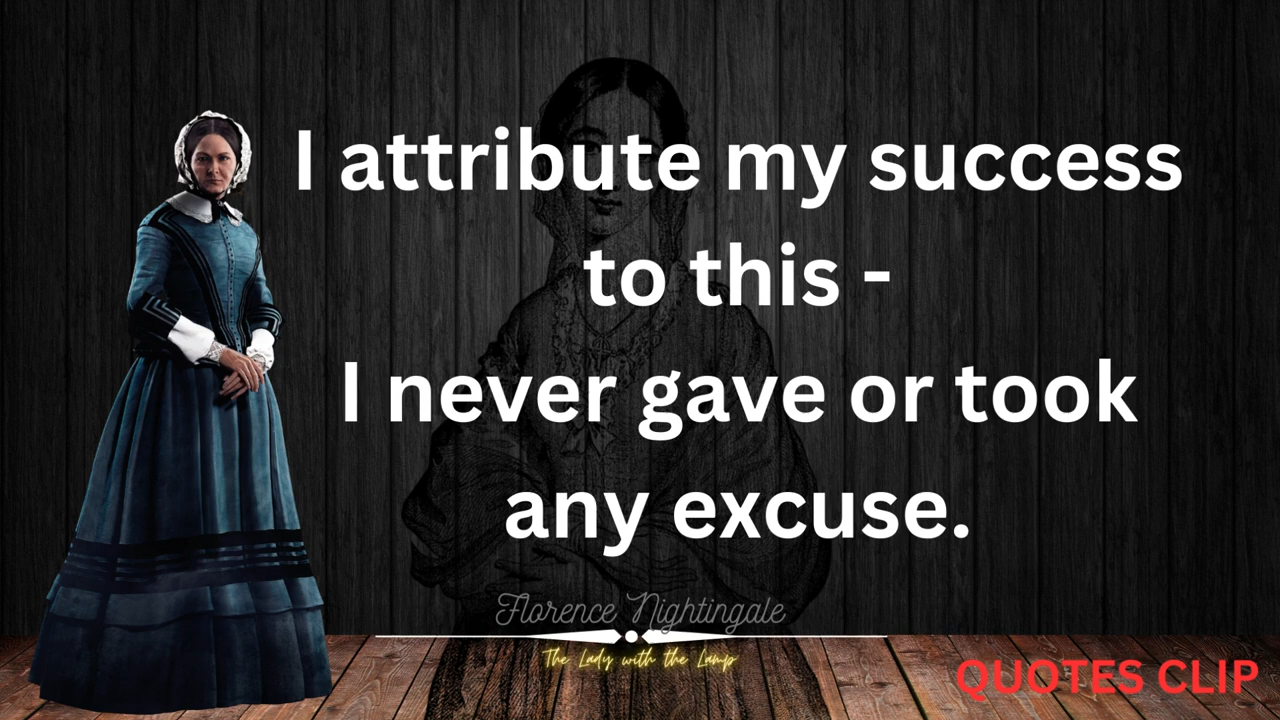 I attribute my success
to this -
I never gave or took
any excuse.
Florence Nightingale
The Lady with the Lamp
QUOTES CLIP